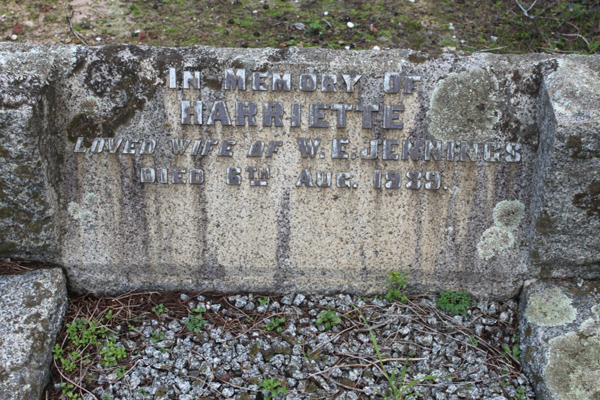 IN MEMORY OF
HARRIETTE
LOVED WIFE OF W.E. JENNINGS
DIED 6TH AUG. 1939.